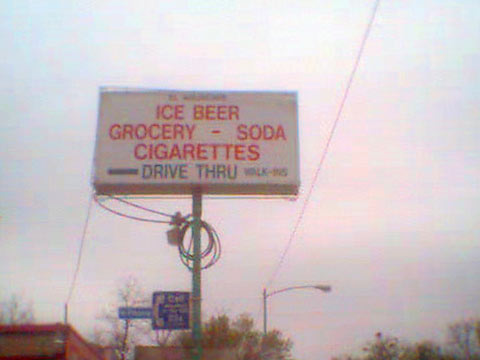 ICE BEER
GROCERY - SODA
CIGARETTES
DRIVE THRU WALK-INS